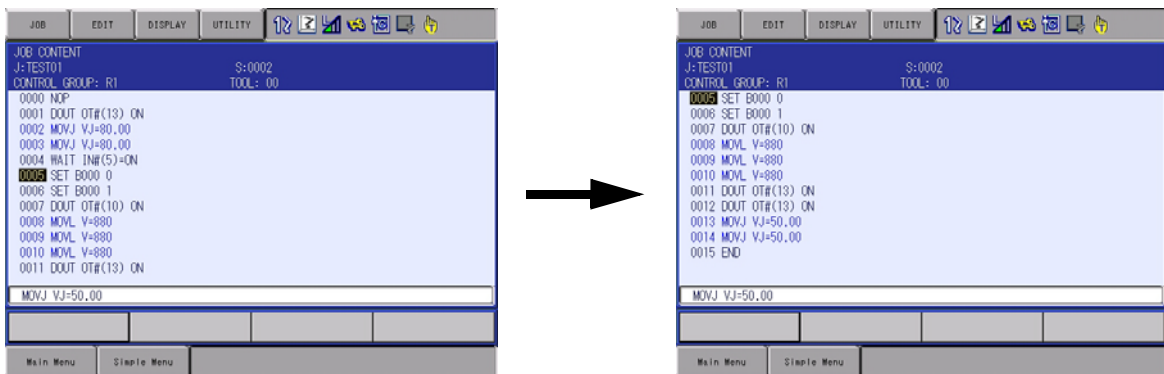 JOB EDIT DISPLAY UTILITY
JOB CONTENT
J:TEST01 S:0002
CONTROL GROUP: R1 TOOL: 00
0000 NOP
0001 DOUT OT#(13) ON
0002 MOVJ VJ=80.00
0003 MOVJ VJ=80.00
0004 WAIT IN#(5)=ON
0005 SET B000 0
0006 SET B000 1
0007 DOUT OT#(10) ON
0008 MOVL V=880
0009 MOVL V=880
0010 MOVL V=880
0011 DOUT OT#(13) ON
MOVJ VJ=50.00
Main Menu Simple Menu
JOB EDIT DISPLAY UTILITY
JOB CONTENT
J:TEST01 S:0002
CONTROL GROUP: R1 TOOL: 00
0005 SET B000 0
0006 SET B000 1
0007 DOUT OT#(10) ON
0008 MOVL V=880
0009 MOVL V=880
0010 MOVL V=880
0011 DOUT OT#(13) ON
0012 DOUT OT#(13) ON
0013 MOVJ VJ=50.00
0014 MOVJ VJ=50.00
0015 END
MOVJ VJ=50.00
Main Menu Simple Menu